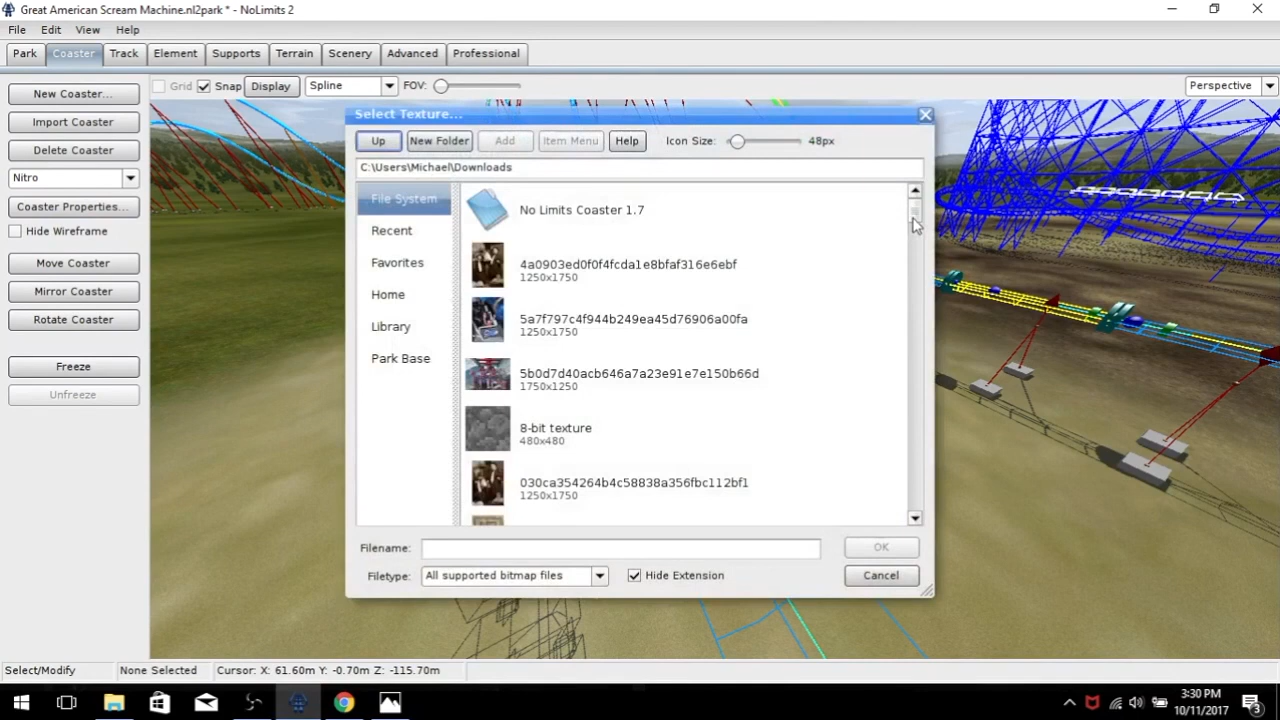 Great American Scream Machine.nl2park * - NoLimits 2
File Edit View Help
Park Coaster Track Element Supports Terrain Scenery Advanced Professional
New Coaster...
Import Coaster
Delete Coaster
Nitro
Coaster Properties...
Hide Wireframe
Move Coaster
Mirror Coaster
Rotate Coaster
Freeze
Unfreeze
Grid Snap Display Spline FOV: Perspective
Select Texture...
Up New Folder Add Item Menu Help Icon Size: 48px
C:\Users\Michael\Downloads
File System
Recent
Favorites
Home
Library
Park Base
No Limits Coaster 1.7
4a0903ed0f0f4fcda1e8bfaf316e6ebf
1250x1750
5a7f797c4f944b249ea45d76906a00fa
1250x1750
5b0d7d40acb646a7a23e91e7e150b66d
1750x1250
8-bit texture
480x480
030ca354264b4c58838a356fbc112bf1
1250x1750
Filename: OK
Filetype: All supported bitmap files Hide Extension Cancel
Select/Modify None Selected Cursor: X: 61.60m Y: -0.70m Z: -115.70m
3:30 PM
10/11/2017
3